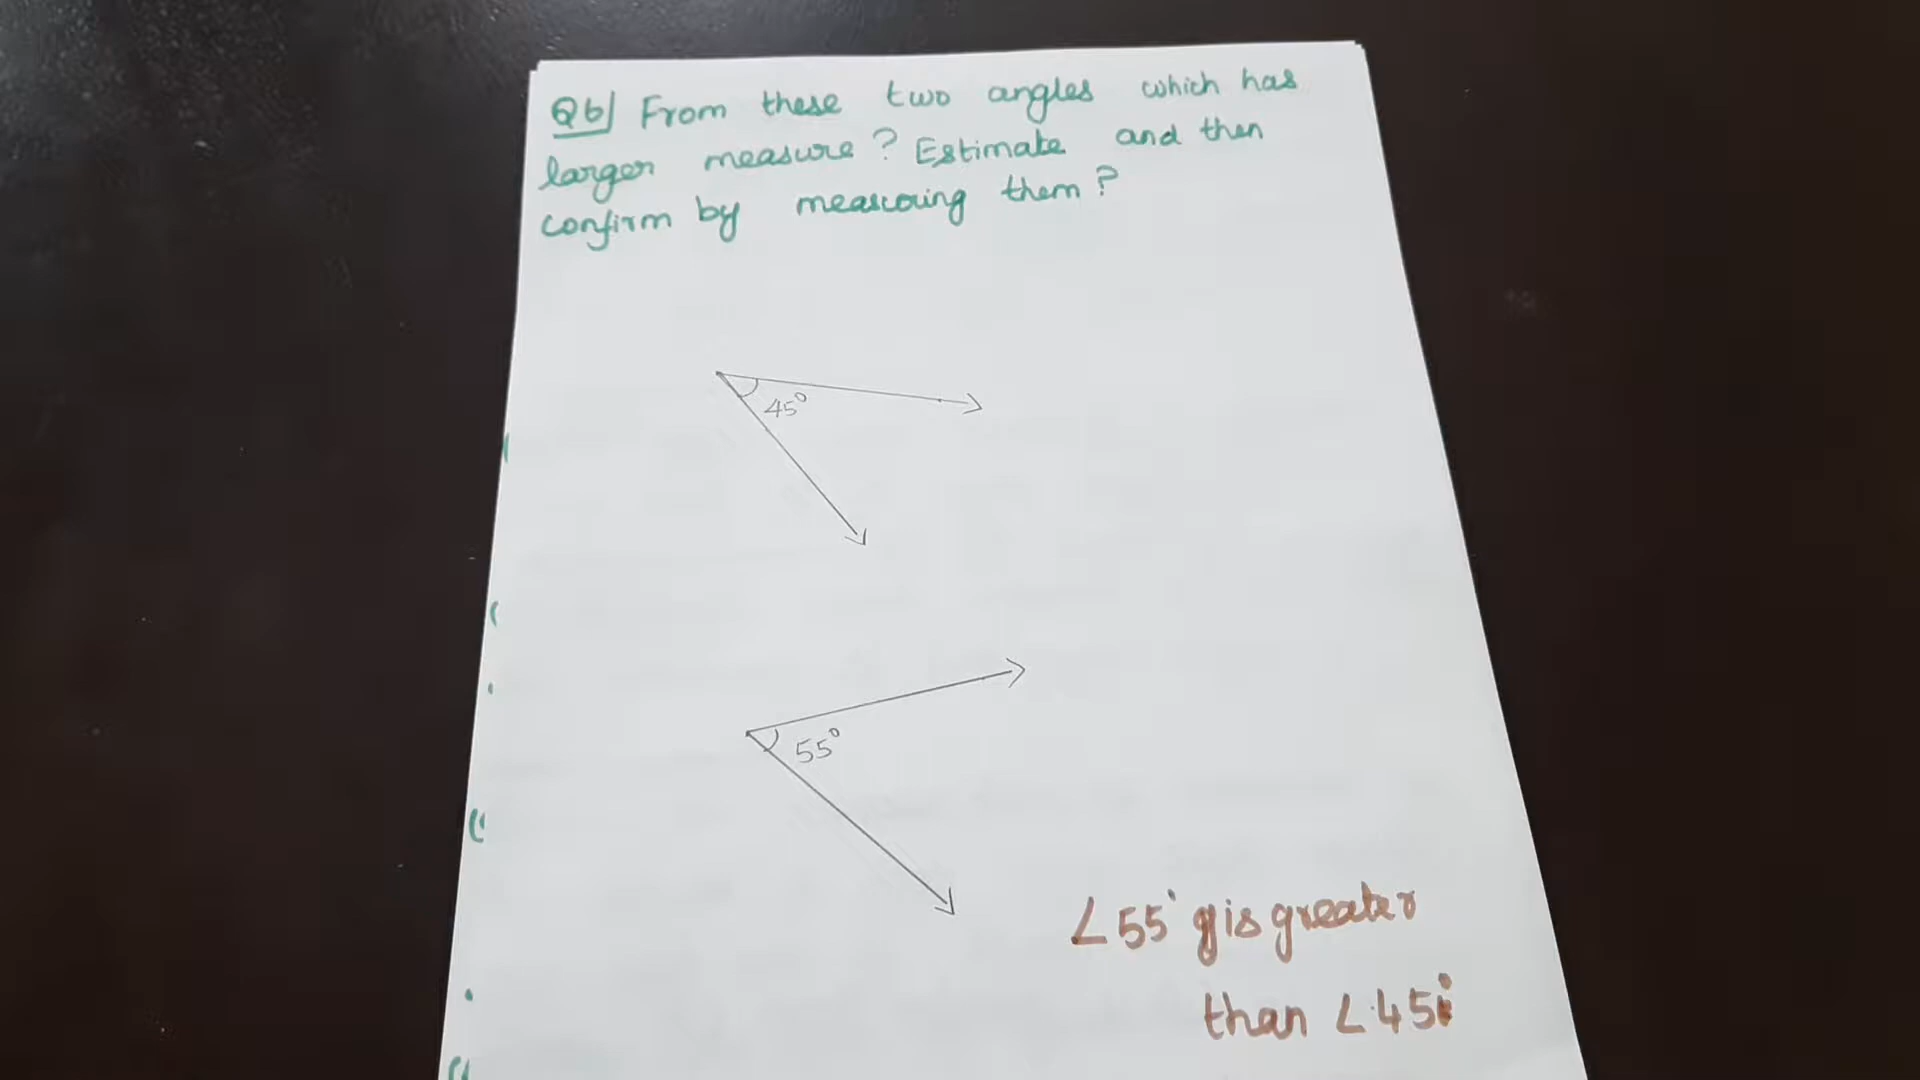 Q6/ From these two angles which has
larger measure? Estimate and then
confirm by measuring them?
45°
55°
∠55° is greater
than ∠45°